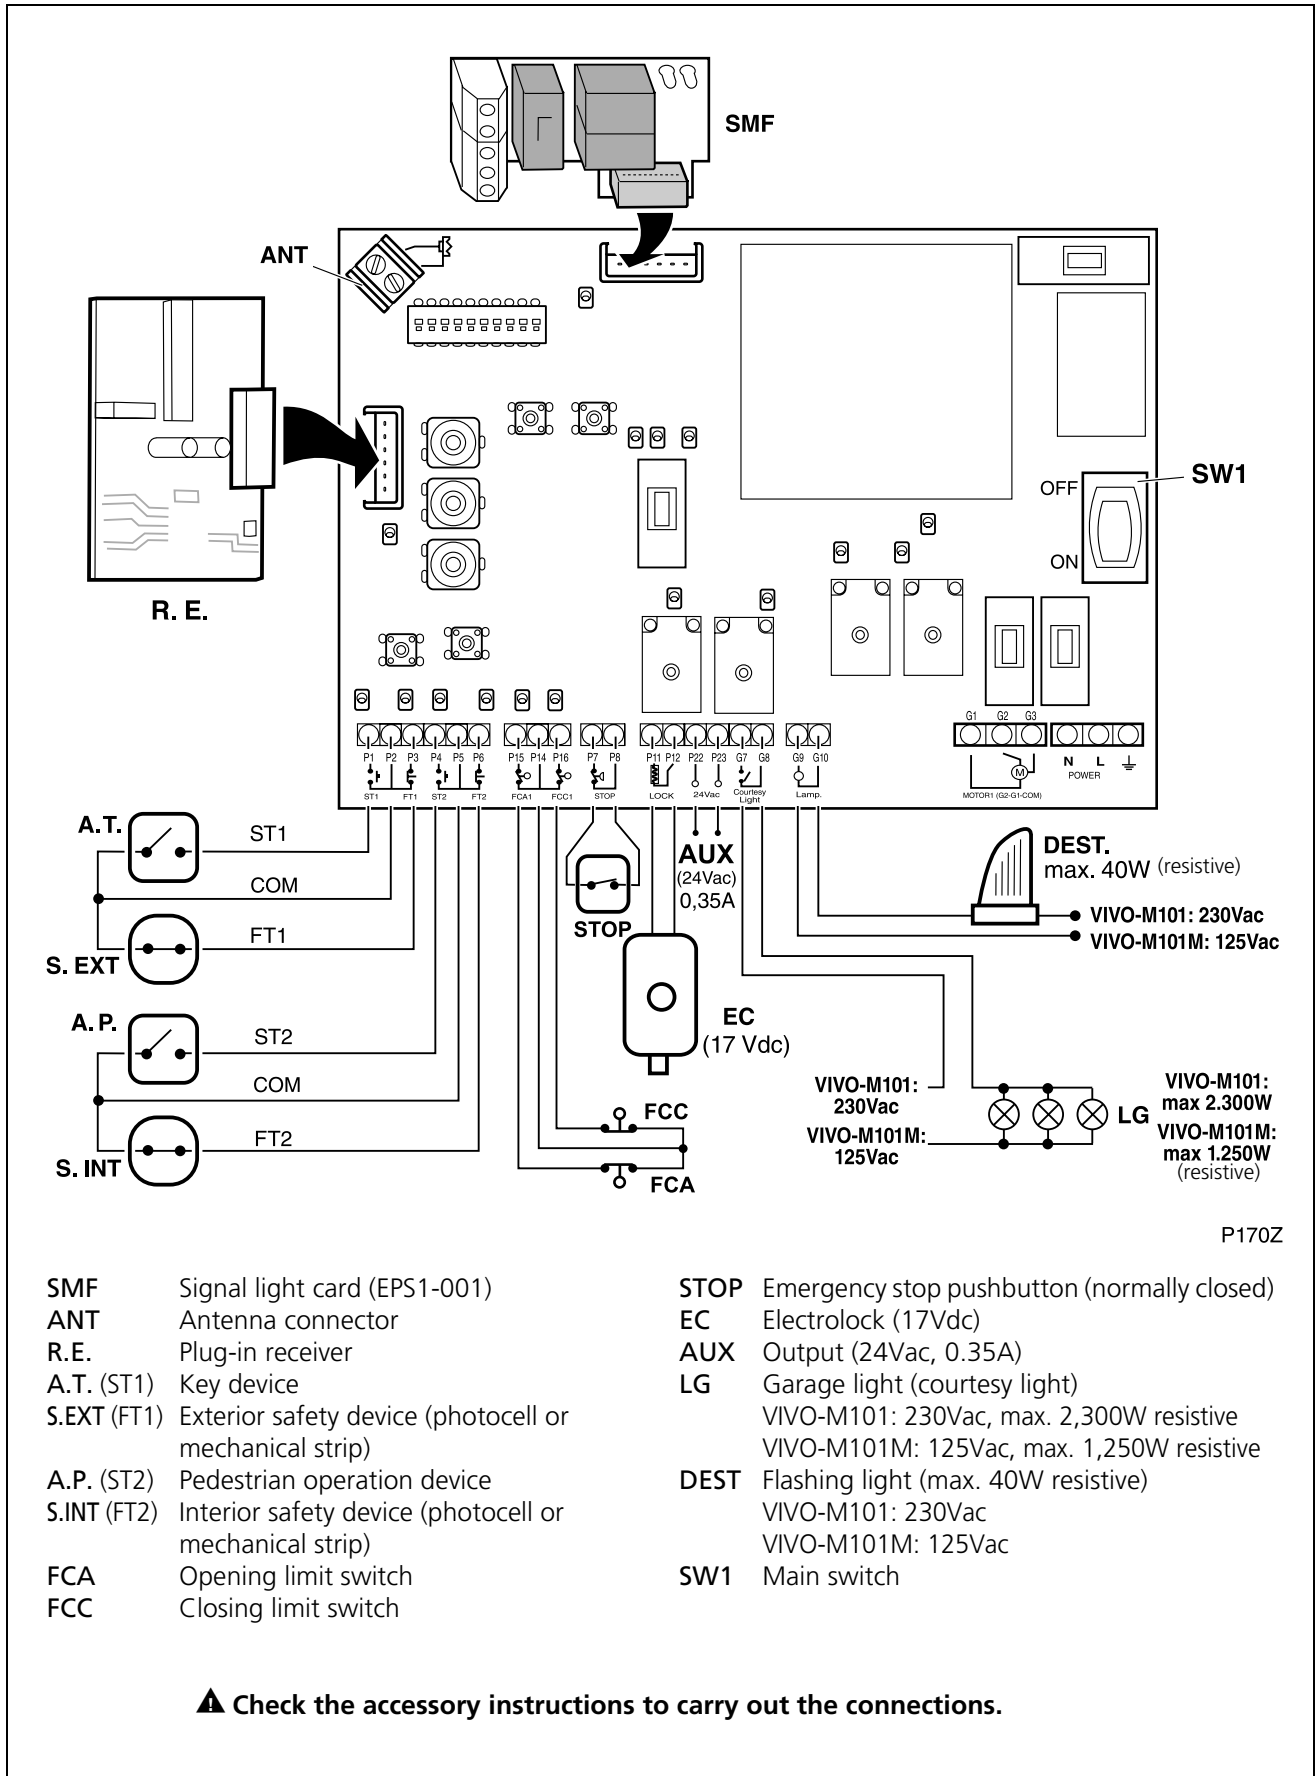 SMF
ANT
R. E.
OFF
SW1
ON
G1 G2 G3
P1 P2 P3 P4 P5 P6 P15 P14 P16 P7 P8 P11 P12 P22 P23 G7 G8 G9 G10
N L
POWER
M
ST1 FT1 ST2 FT2 FCA1 FCC1 STOP LOCK 24Vac Courtesy Light Lamp. MOTOR1 (G2-G1-COM)
A.T.
ST1
COM
S. EXT
FT1
A. P.
ST2
COM
S. INT
FT2
STOP
AUX
(24Vac)
0,35A
EC
(17 Vdc)
FCC
FCA
DEST.
max. 40W (resistive)
VIVO-M101: 230Vac
VIVO-M101M: 125Vac
VIVO-M101:
230Vac
VIVO-M101M:
125Vac
LG
VIVO-M101:
max 2.300W
VIVO-M101M:
max 1.250W
(resistive)
P170Z
SMF Signal light card (EPS1-001)
ANT Antenna connector
R.E. Plug-in receiver
A.T. (ST1) Key device
S.EXT (FT1) Exterior safety device (photocell or
mechanical strip)
A.P. (ST2) Pedestrian operation device
S.INT (FT2) Interior safety device (photocell or
mechanical strip)
FCA Opening limit switch
FCC Closing limit switch
STOP Emergency stop pushbutton (normally closed)
EC Electrolock (17Vdc)
AUX Output (24Vac, 0.35A)
LG Garage light (courtesy light)
VIVO-M101: 230Vac, max. 2,300W resistive
VIVO-M101M: 125Vac, max. 1,250W resistive
DEST Flashing light (max. 40W resistive)
VIVO-M101: 230Vac
VIVO-M101M: 125Vac
SW1 Main switch
Check the accessory instructions to carry out the connections.